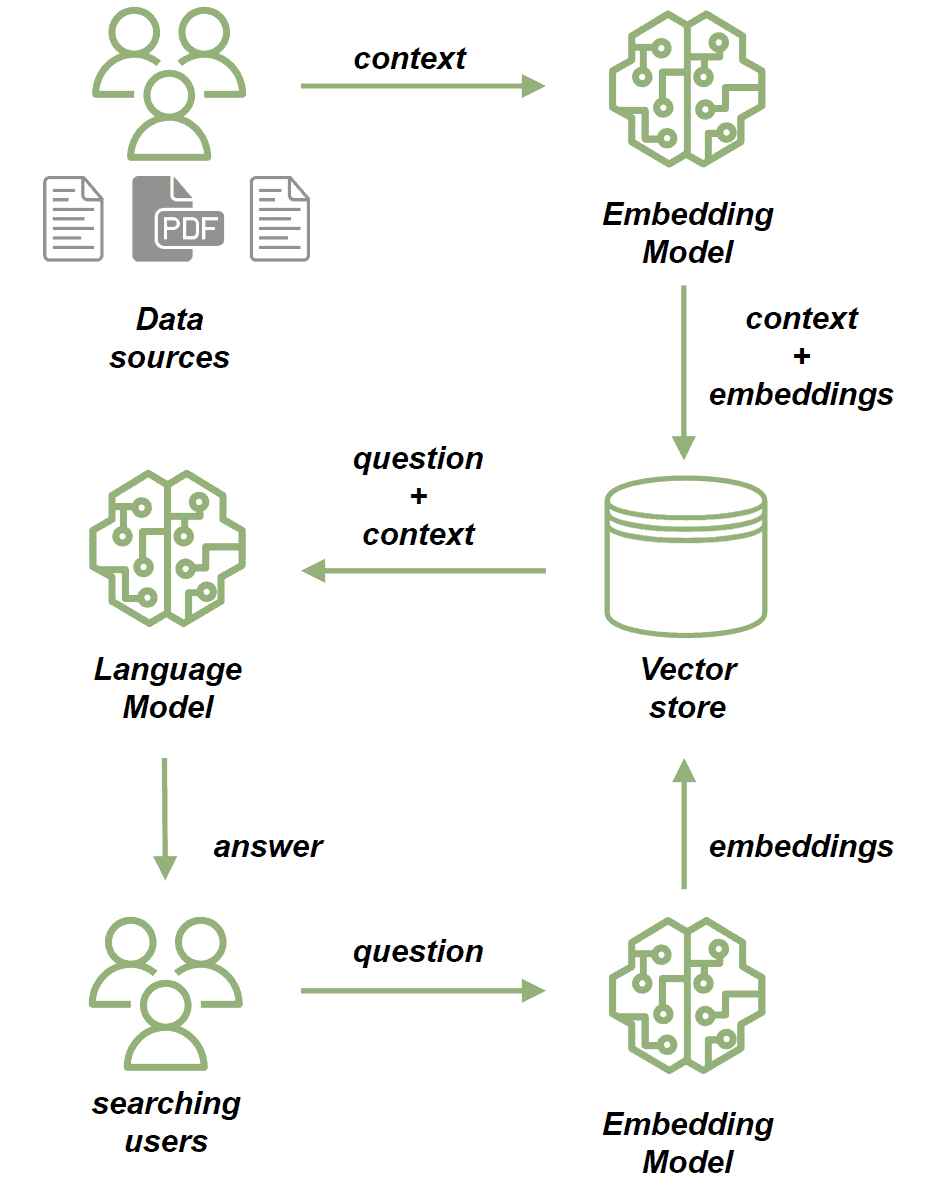 context
PDF
Embedding
Model
Data
sources
context
+
embeddings
question
+
context
Language
Model
Vector
store
answer
embeddings
question
searching
users
Embedding
Model